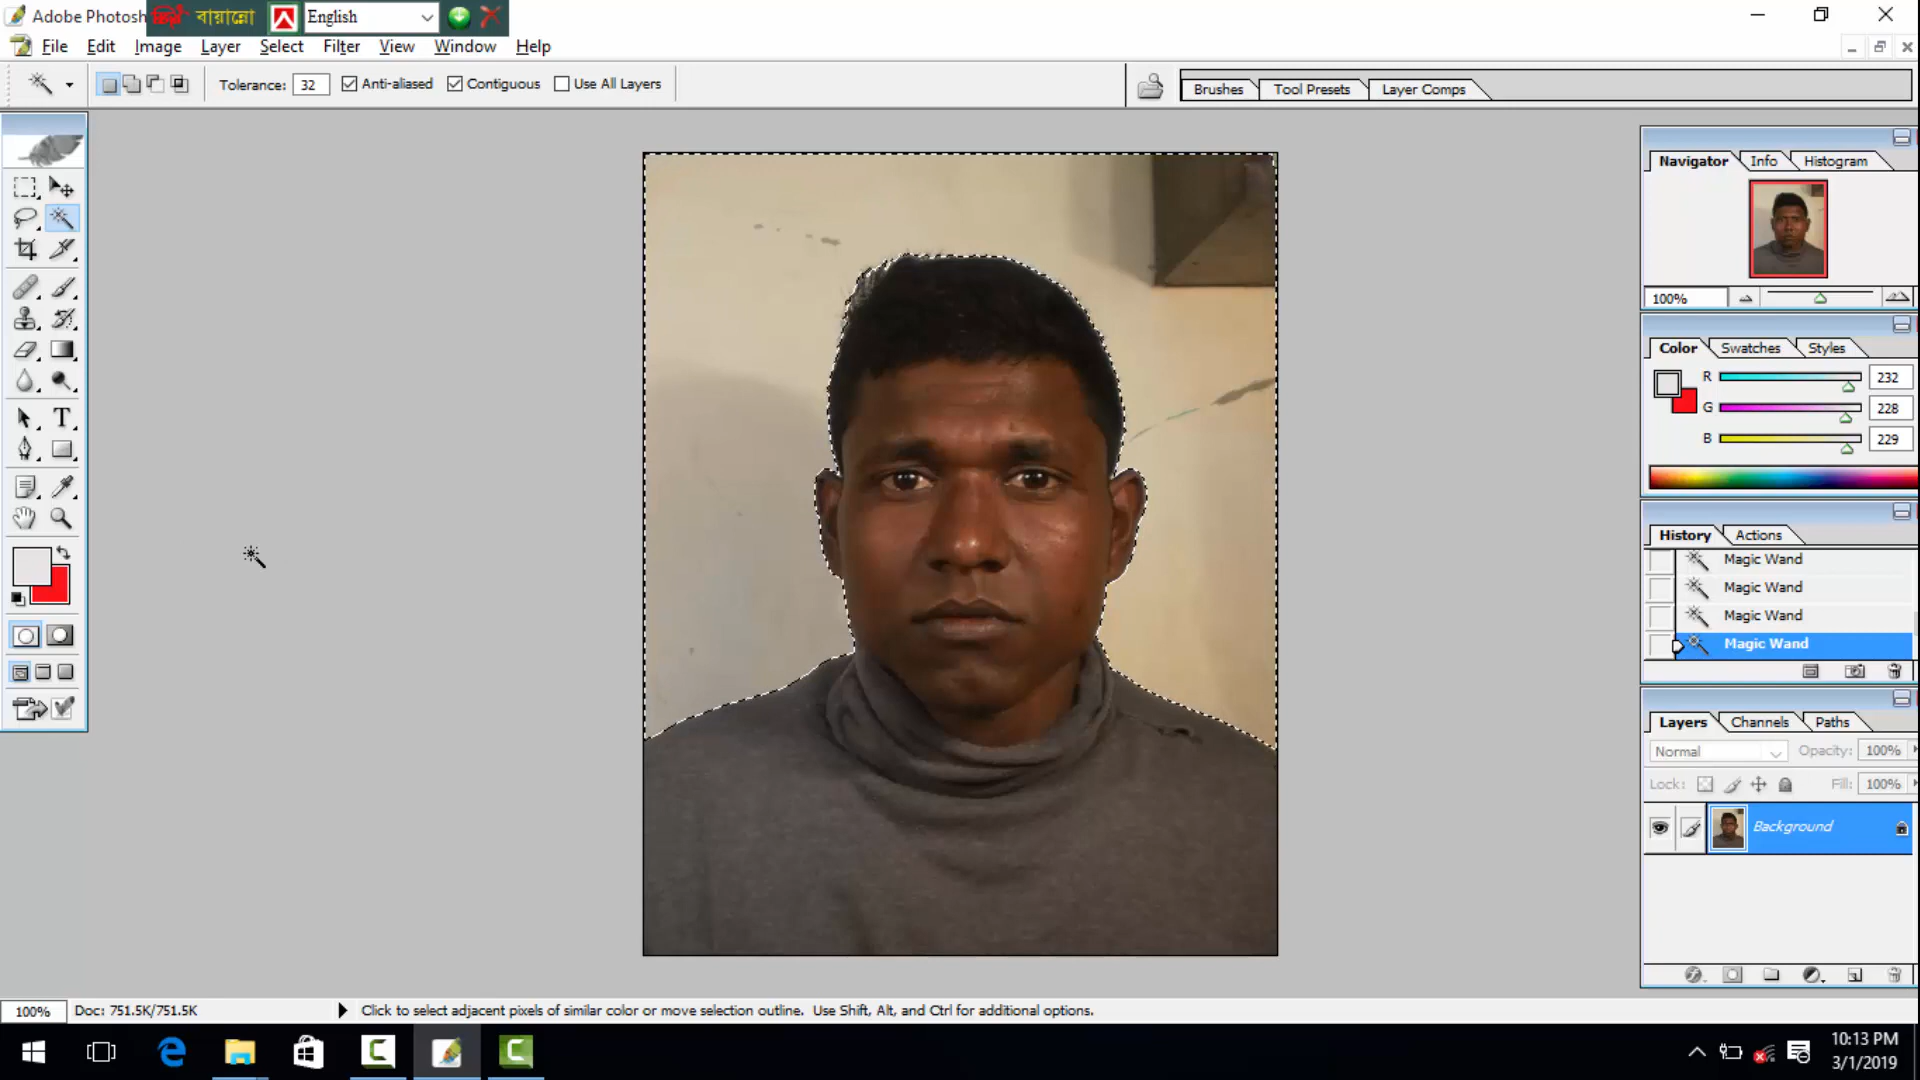 Adobe Photosh
বায়ান্নো
English
File Edit Image Layer Select Filter View Window Help
Tolerance: 32 Anti-aliased Contiguous Use All Layers
Brushes Tool Presets Layer Comps
Navigator Info Histogram
100%
Color Swatches Styles
R 232
G 228
B 229
History Actions
Magic Wand
Magic Wand
Magic Wand
Magic Wand
Layers Channels Paths
Normal Opacity: 100%
Lock: Fill: 100%
Background
T
100% Doc: 751.5K/751.5K Click to select adjacent pixels of similar color or move selection outline. Use Shift, Alt, and Ctrl for additional options.
10:13 PM
3/1/2019